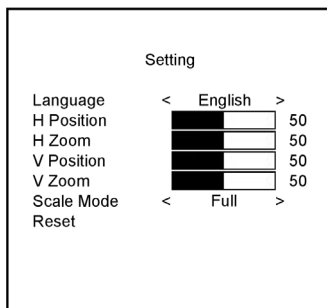 Setting
Language < English >
H Position 50
H Zoom 50
V Position 50
V Zoom 50
Scale Mode < Full >
Reset